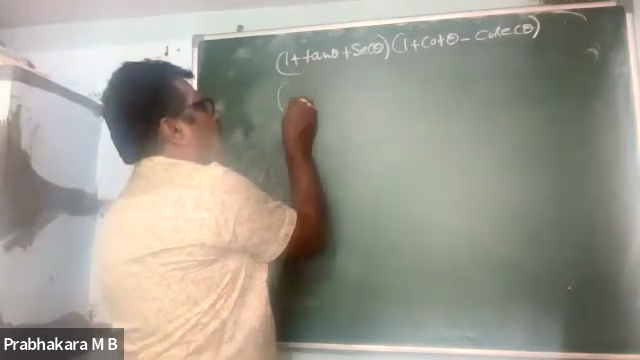 (1+tanθ+secθ)(1+cotθ-cosecθ)
(
Prabhakara M B